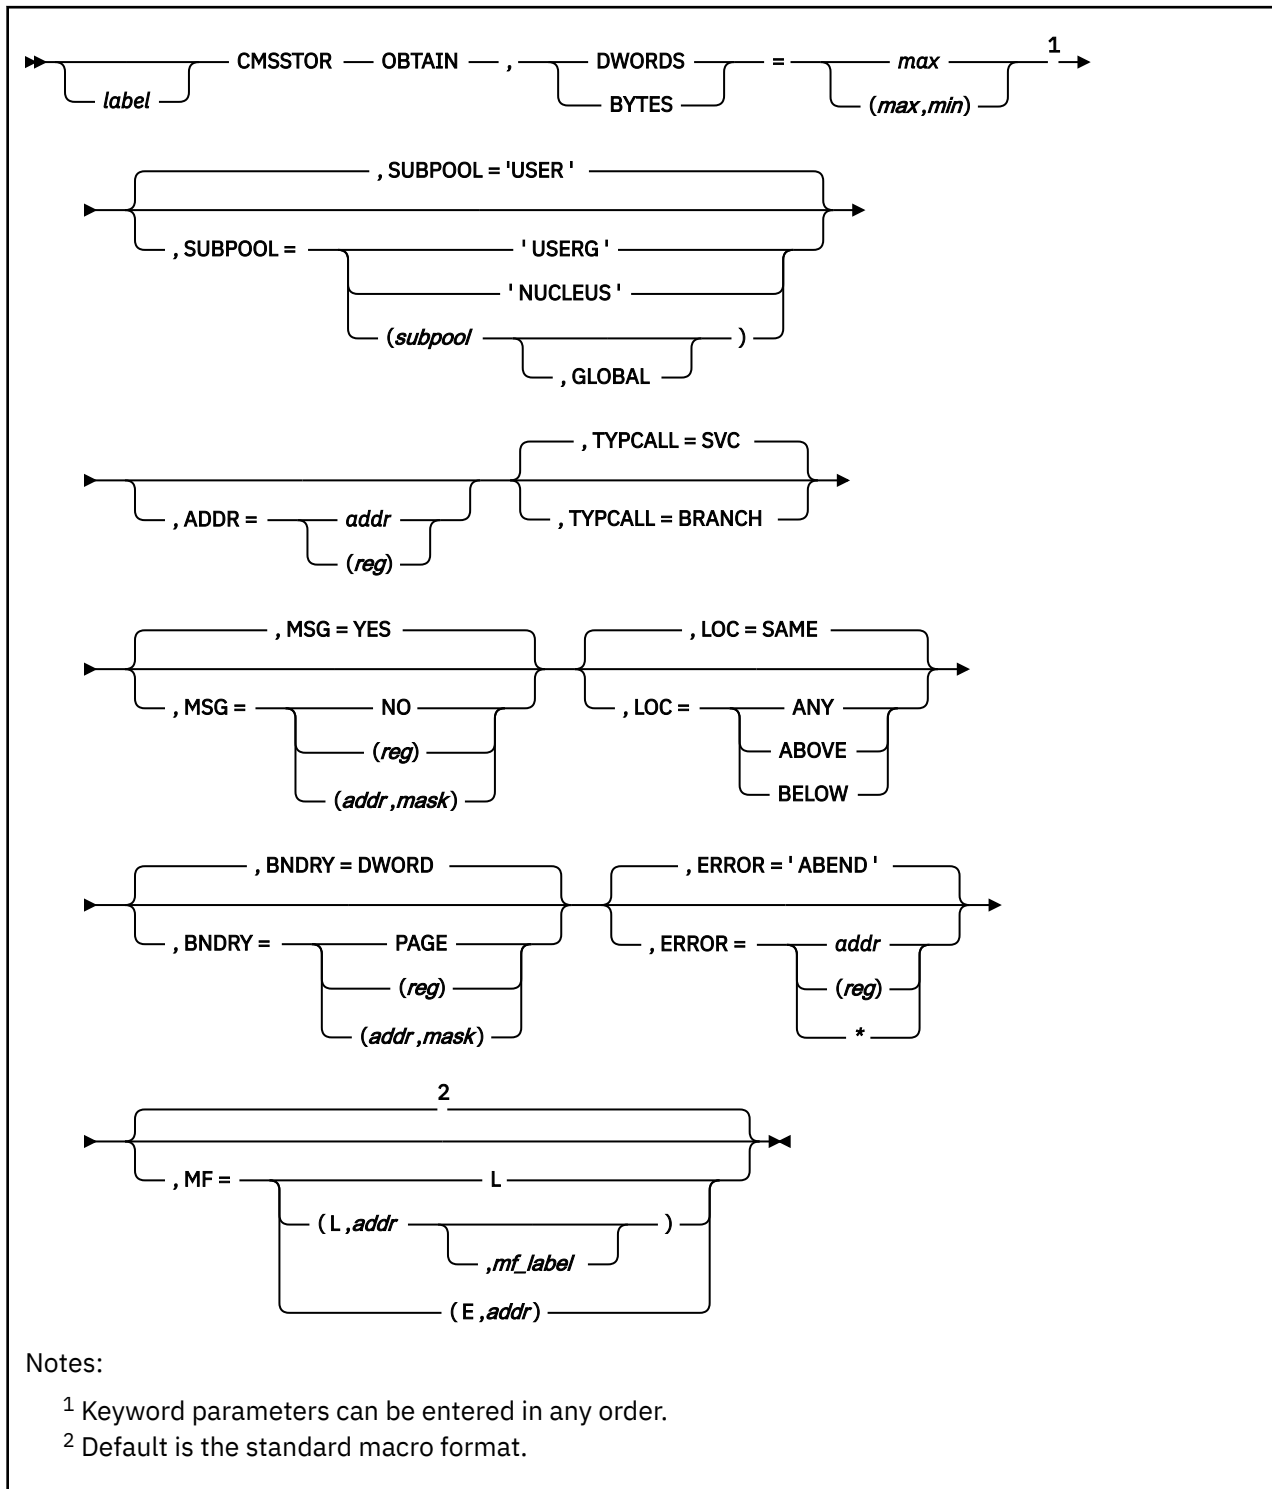 label CMSSTOR OBTAIN , DWORDS = max 1
BYTES (max,min)
, SUBPOOL = 'USER '
, SUBPOOL = ' USERG '
' NUCLEUS '
(subpool )
, GLOBAL
, TYPCALL = SVC
, ADDR = addr , TYPCALL = BRANCH
(reg)
, MSG = YES , LOC = SAME
, MSG = NO , LOC = ANY
(reg) ABOVE
(addr,mask) BELOW
, BNDRY = DWORD , ERROR = ' ABEND '
, BNDRY = PAGE , ERROR = addr
(reg) (reg)
(addr,mask) *
2
, MF = L
( L ,addr )
,mf_label
( E ,addr)
Notes:
1 Keyword parameters can be entered in any order.
2 Default is the standard macro format.